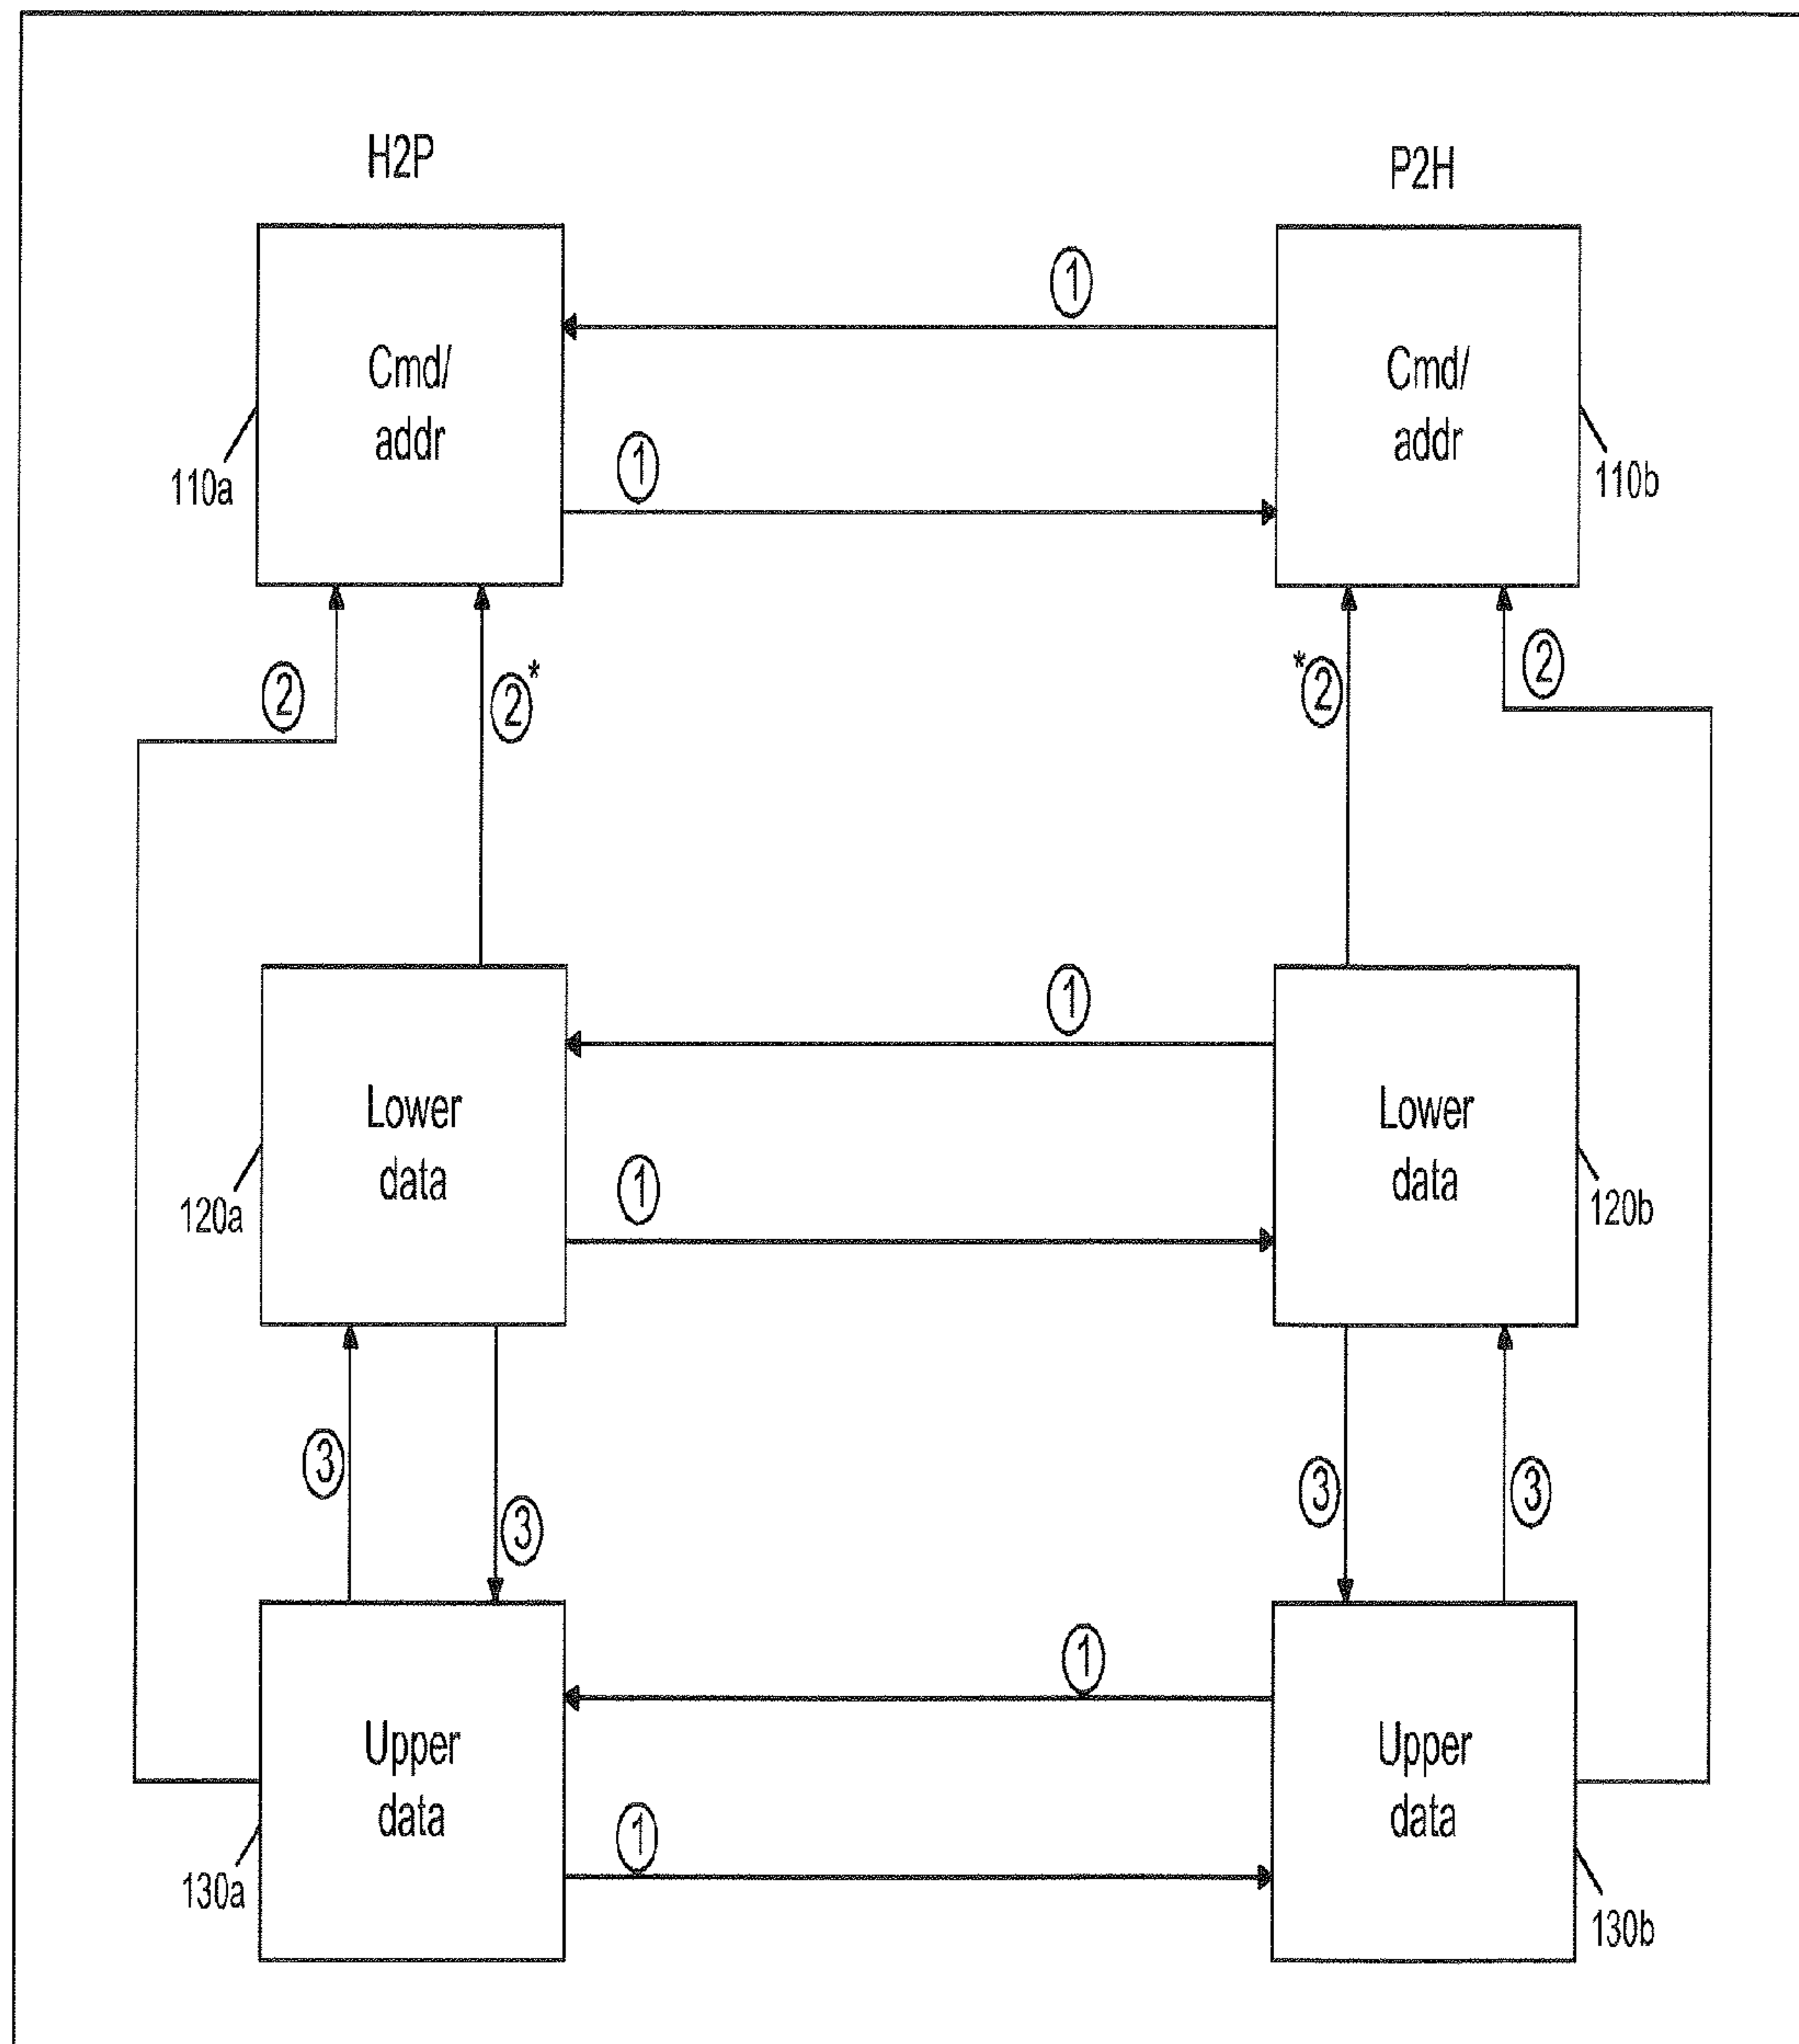 H2P
P2H
①
Cmd/
addr
Cmd/
addr
①
110a
110b
②
②*
*②
②
①
Lower
data
Lower
data
①
120a
120b
③
③
③
③
①
Upper
data
Upper
data
①
130a
130b